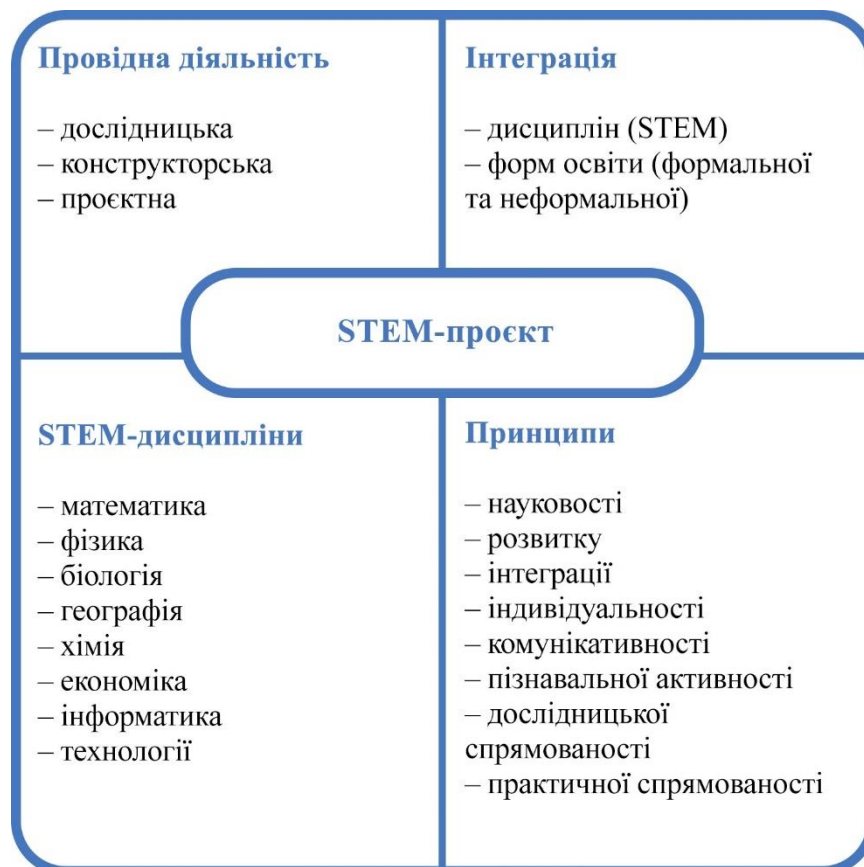 Провідна діяльність
– дослідницька
– конструкторська
– проєктна
Інтеграція
– дисциплін (STEM)
– форм освіти (формальної
та неформальної)
STEM-проєкт
STEM-дисципліни
– математика
– фізика
– біологія
– географія
– хімія
– економіка
– інформатика
– технології
Принципи
– науковості
– розвитку
– інтеграції
– індивідуальності
– комунікативності
– пізнавальної активності
– дослідницької
спрямованості
– практичної спрямованості